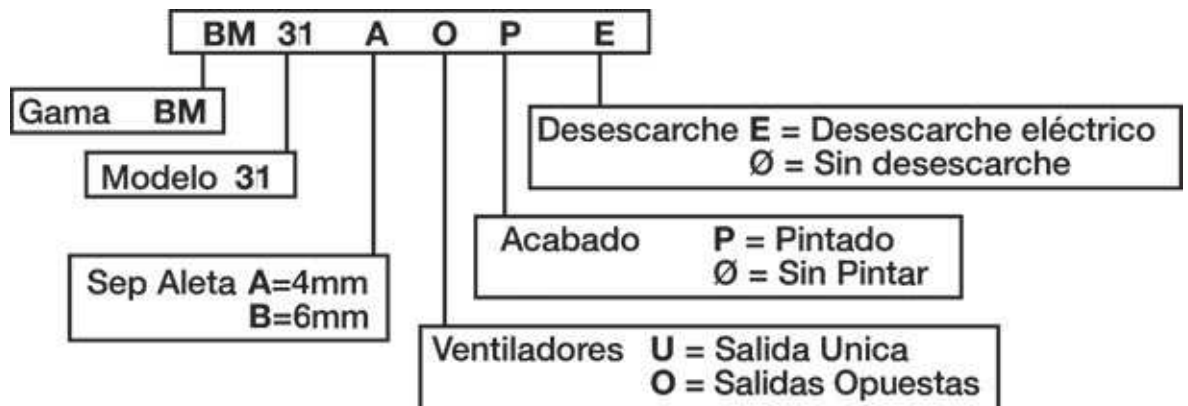 BM 31 A O P E
Gama BM
Desescarche E = Desescarche eléctrico
Ø = Sin desescarche
Modelo 31
Acabado P = Pintado
Ø = Sin Pintar
Sep Aleta A=4mm
B=6mm
Ventiladores U = Salida Unica
O = Salidas Opuestas